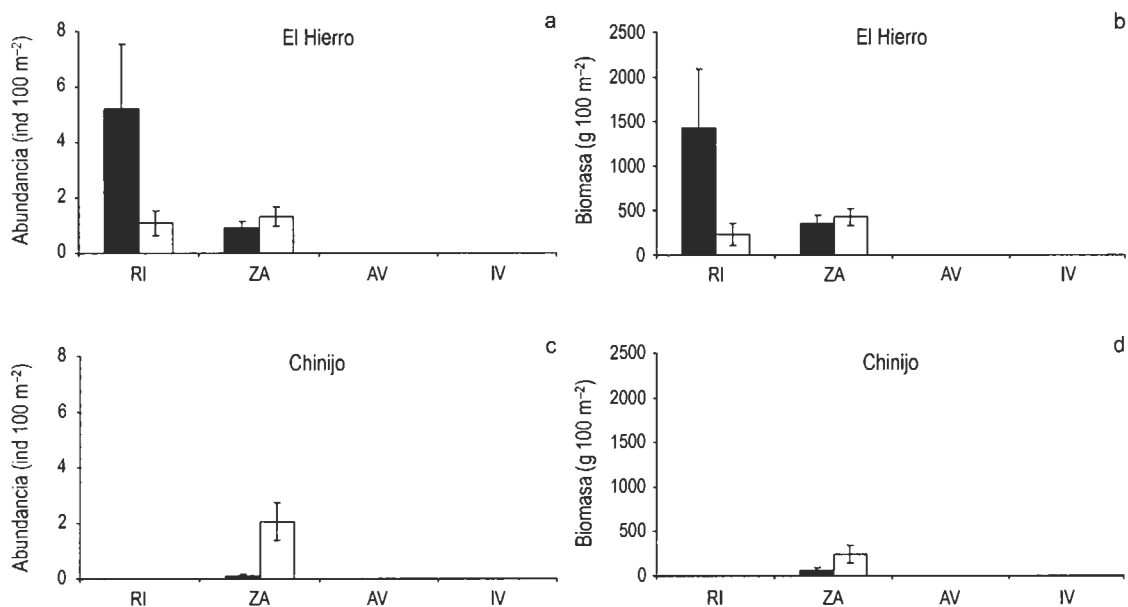 a
El Hierro
Abundancia (ind 100 m⁻²)
8
6
4
2
0
RI ZA AV IV
b
El Hierro
Biomasa (g 100 m⁻²)
2500
2000
1500
1000
500
0
RI ZA AV IV
c
Chinijo
Abundancia (ind 100 m⁻²)
8
6
4
2
0
RI ZA AV IV
d
Chinijo
Biomasa (g 100 m⁻²)
2500
2000
1500
1000
500
0
RI ZA AV IV